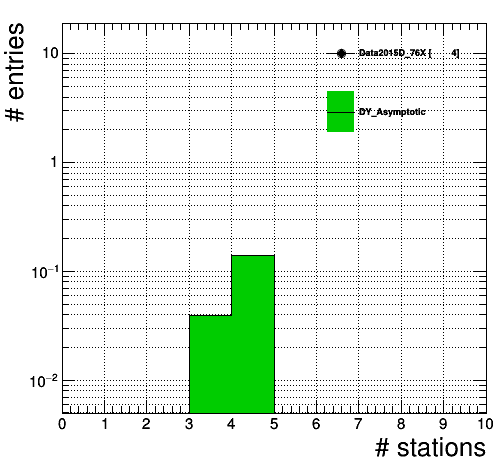 # entries
10
Data2015D_76X [ 4]
DY_Asymptotic
1
10⁻¹
10⁻²
0 1 2 3 4 5 6 7 8 9 10
# stations